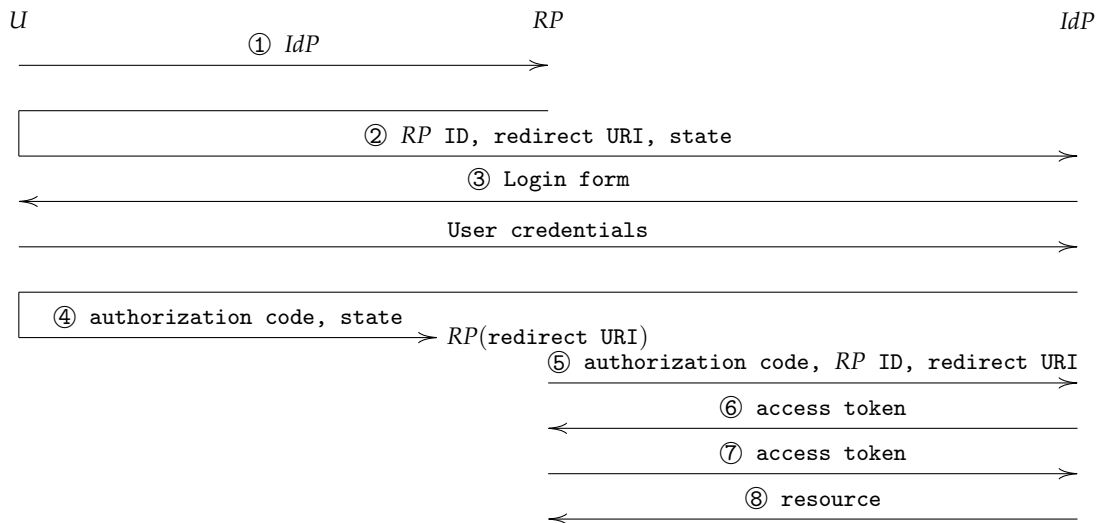 U RP IdP
① IdP
② RP ID, redirect URI, state
③ Login form
User credentials
④ authorization code, state
RP(redirect URI)
⑤ authorization code, RP ID, redirect URI
⑥ access token
⑦ access token
⑧ resource